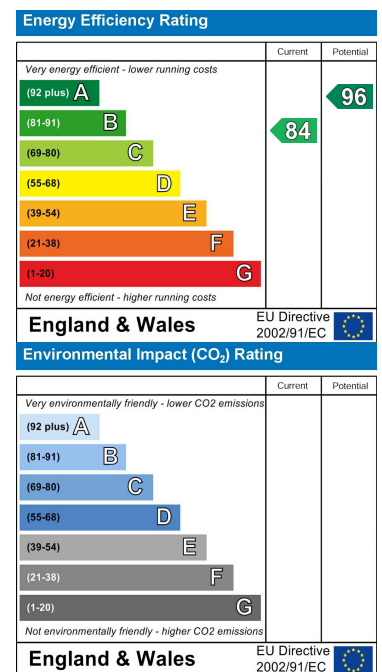 Energy Efficiency Rating
Current Potential
Very energy efficient - lower running costs
(92 plus) A
96
(81-91) B
84
(69-80) C
(55-68) D
(39-54) E
(21-38) F
(1-20) G
Not energy efficient - higher running costs
England & Wales
EU Directive
2002/91/EC
Environmental Impact (CO₂) Rating
Current Potential
Very environmentally friendly - lower CO2 emissions
(92 plus) A
(81-91) B
(69-80) C
(55-68) D
(39-54) E
(21-38) F
(1-20) G
Not environmentally friendly - higher CO2 emissions
England & Wales
EU Directive
2002/91/EC